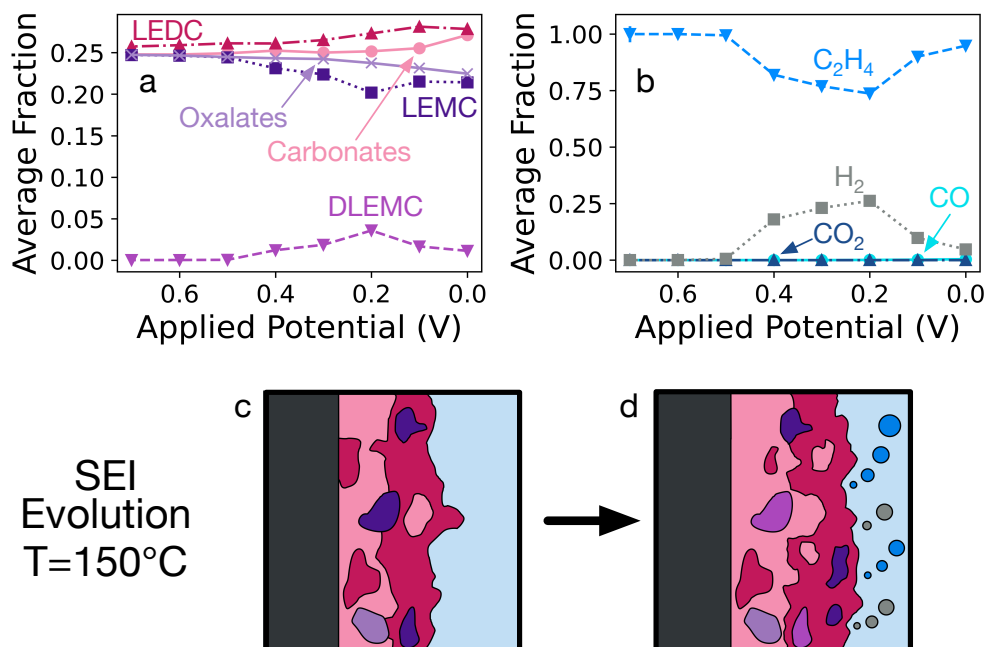 LEDC
a
Oxalates
LEMC
Carbonates
DLEMC
0.25
0.20
0.15
0.10
0.05
0.00
Average Fraction
0.6
0.4
0.2
0.0
Applied Potential (V)
b
C₂H₄
H₂
CO
CO₂
1.00
0.75
0.50
0.25
0.00
Average Fraction
0.6
0.4
0.2
0.0
Applied Potential (V)
c
d
SEI
Evolution
T=150°C